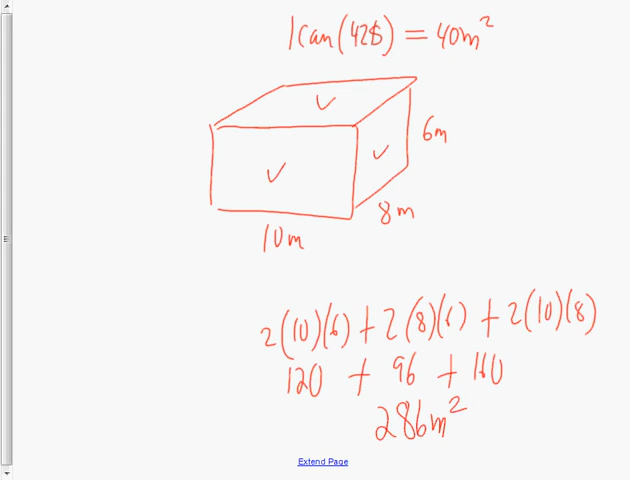 1 can (42$) = 40m²
6m
8m
10m
2(10)(6) + 2(8)(6) + 2(10)(8)
120 + 96 + 160
286m²
Extend Page